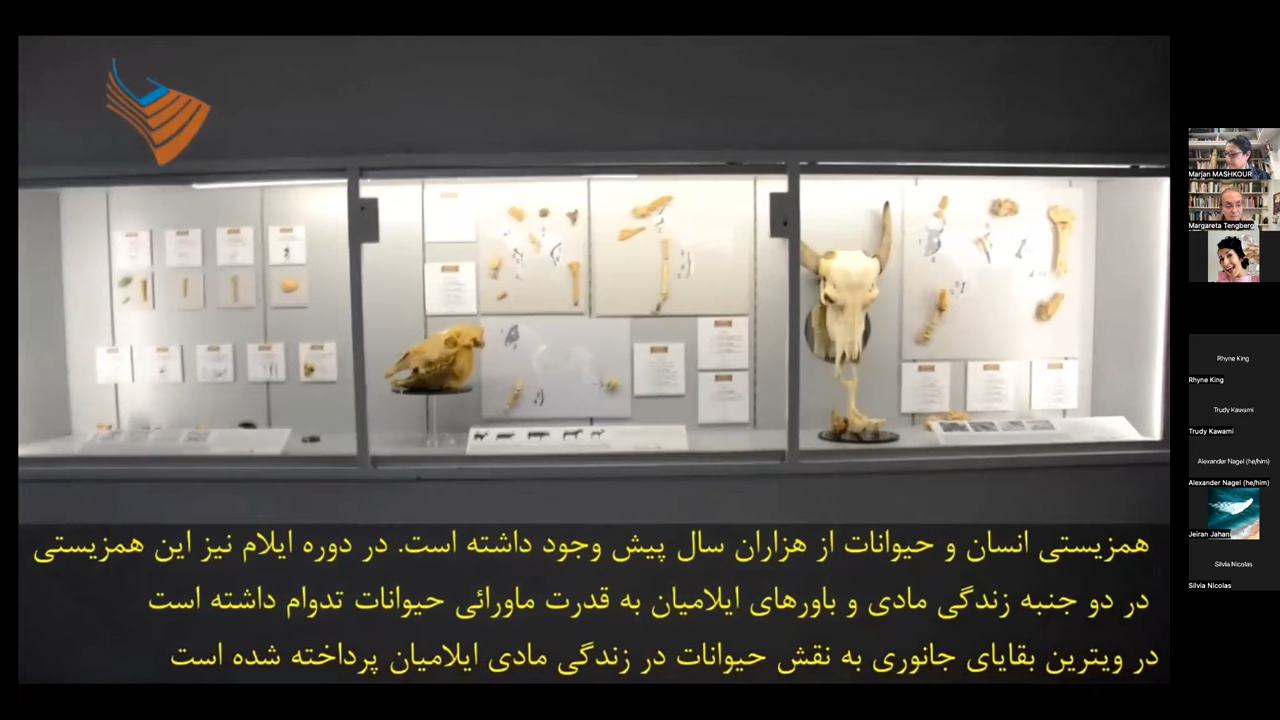 همزیستی انسان و حیوانات از هزاران سال پیش وجود داشته است. در دوره ایلام نیز این همزیستی
در دو جنبه زندگی مادی و باورهای ایلامیان به قدرت ماورائی حیوانات تدوام داشته است
در ویترین بقایای جانوری به نقش حیوانات در زندگی مادی ایلامیان پرداخته شده است
Marjan MASHKOUR
Margareta Tengberg
Rhyne King
Rhyne King
Trudy Kawami
Trudy Kawami
Alexander Nagel (he/him)
Alexander Nagel (he/him)
Jeiran Jahani
Silvia Nicolas
Silvia Nicolas